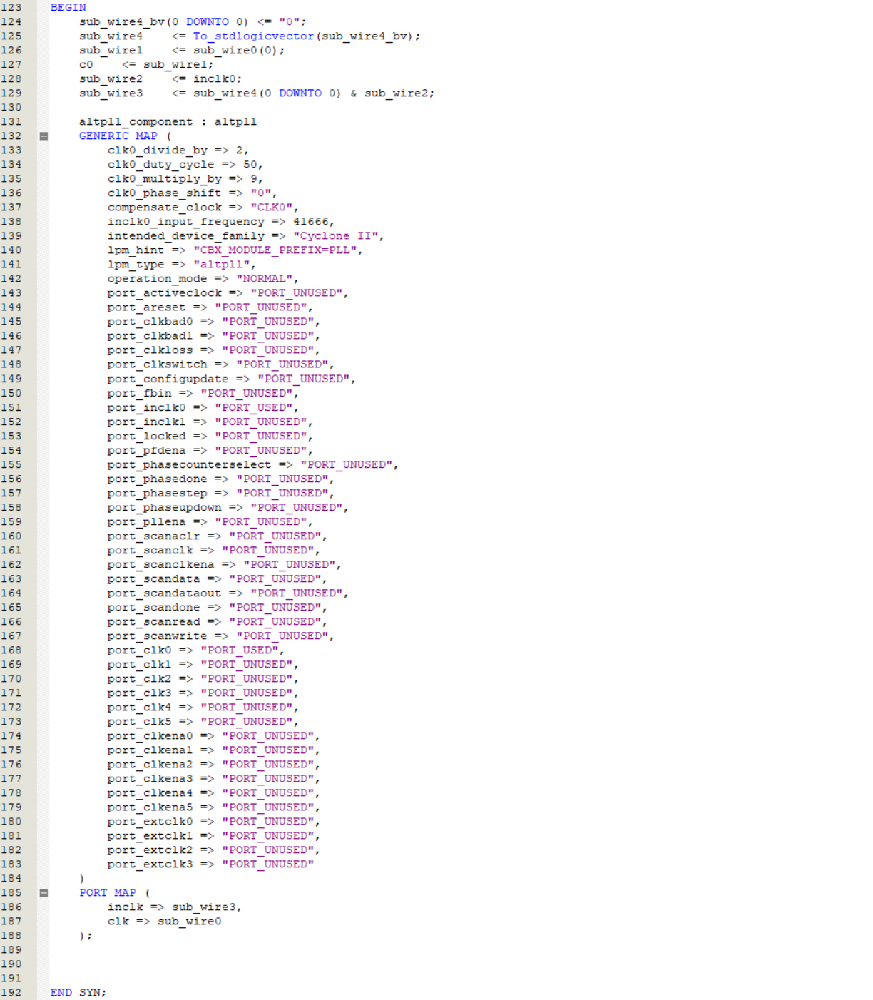 123 BEGIN
124 sub_wire4_bv(0 DOWNTO 0) <= "0";
125 sub_wire4    <= To_stdlogicvector(sub_wire4_bv);
126 sub_wire1    <= sub_wire0(0);
127 c0    <= sub_wire1;
128 sub_wire2    <= inclk0;
129 sub_wire3    <= sub_wire4(0 DOWNTO 0) & sub_wire2;
130
131 altpll_component : altpll
132 GENERIC MAP (
133 clk0_divide_by => 2,
134 clk0_duty_cycle => 50,
135 clk0_multiply_by => 9,
136 clk0_phase_shift => "0",
137 compensate_clock => "CLK0",
138 inclk0_input_frequency => 41666,
139 intended_device_family => "Cyclone II",
140 lpm_hint => "CBX_MODULE_PREFIX=PLL",
141 lpm_type => "altpll",
142 operation_mode => "NORMAL",
143 port_activeclock => "PORT_UNUSED",
144 port_areset => "PORT_UNUSED",
145 port_clkbad0 => "PORT_UNUSED",
146 port_clkbad1 => "PORT_UNUSED",
147 port_clkloss => "PORT_UNUSED",
148 port_clkswitch => "PORT_UNUSED",
149 port_configupdate => "PORT_UNUSED",
150 port_fbin => "PORT_UNUSED",
151 port_inclk0 => "PORT_USED",
152 port_inclk1 => "PORT_UNUSED",
153 port_locked => "PORT_UNUSED",
154 port_pfdena => "PORT_UNUSED",
155 port_phasecounterselect => "PORT_UNUSED",
156 port_phasedone => "PORT_UNUSED",
157 port_phasestep => "PORT_UNUSED",
158 port_phaseupdown => "PORT_UNUSED",
159 port_pllena => "PORT_UNUSED",
160 port_scanaclr => "PORT_UNUSED",
161 port_scanclk => "PORT_UNUSED",
162 port_scanclkena => "PORT_UNUSED",
163 port_scandata => "PORT_UNUSED",
164 port_scandataout => "PORT_UNUSED",
165 port_scandone => "PORT_UNUSED",
166 port_scanread => "PORT_UNUSED",
167 port_scanwrite => "PORT_UNUSED",
168 port_clk0 => "PORT_USED",
169 port_clk1 => "PORT_UNUSED",
170 port_clk2 => "PORT_UNUSED",
171 port_clk3 => "PORT_UNUSED",
172 port_clk4 => "PORT_UNUSED",
173 port_clk5 => "PORT_UNUSED",
174 port_clkena0 => "PORT_UNUSED",
175 port_clkena1 => "PORT_UNUSED",
176 port_clkena2 => "PORT_UNUSED",
177 port_clkena3 => "PORT_UNUSED",
178 port_clkena4 => "PORT_UNUSED",
179 port_clkena5 => "PORT_UNUSED",
180 port_extclk0 => "PORT_UNUSED",
181 port_extclk1 => "PORT_UNUSED",
182 port_extclk2 => "PORT_UNUSED",
183 port_extclk3 => "PORT_UNUSED"
184 )
185 PORT MAP (
186 inclk => sub_wire3,
187 clk => sub_wire0
188 );
189
190
191
192 END SYN;